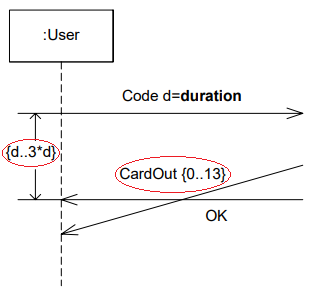 :User
Code d=duration
{d..3*d}
CardOut {0..13}
OK